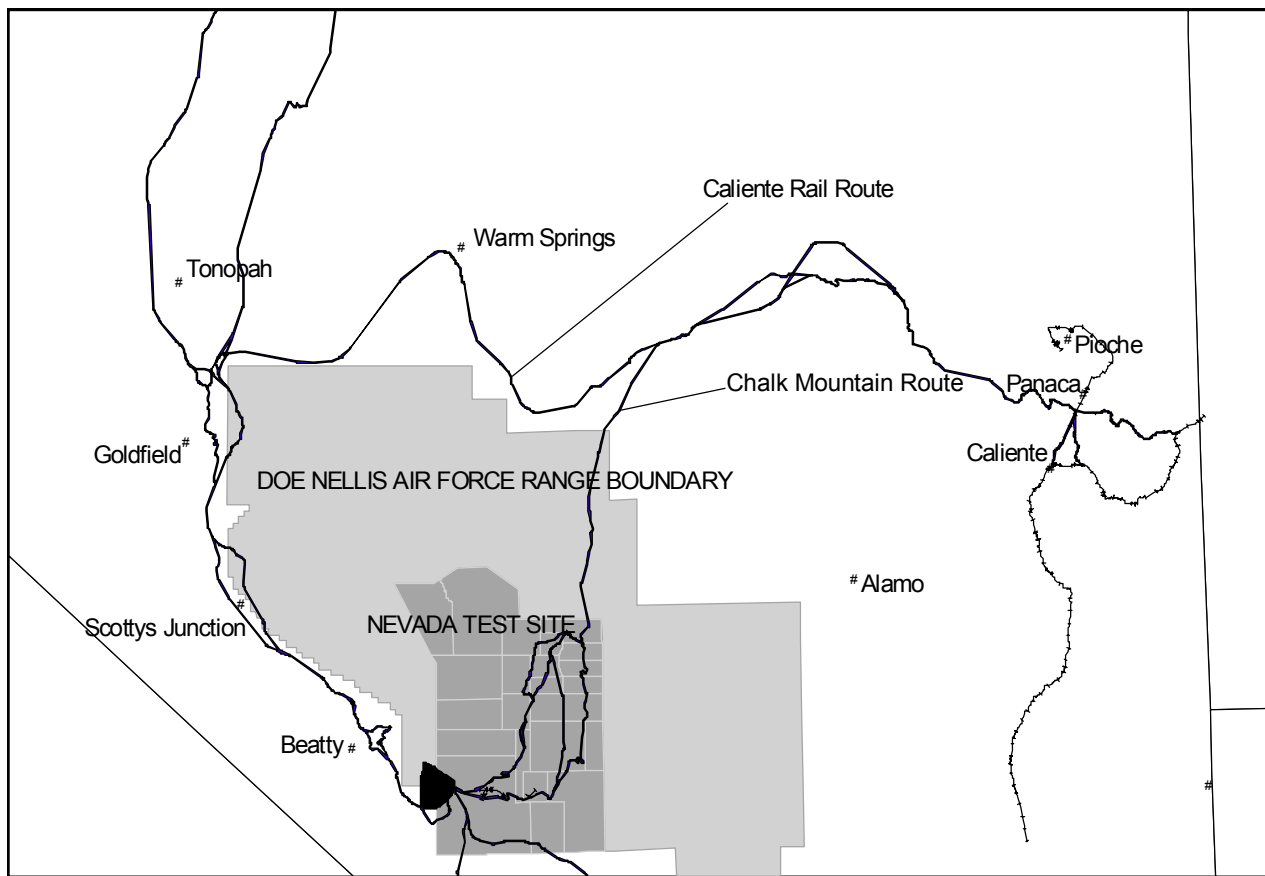 Caliente Rail Route
Warm Springs
Tonopah
Pioche
Chalk Mountain Route
Panaca
Goldfield
Caliente
DOE NELLIS AIR FORCE RANGE BOUNDARY
Alamo
NEVADA TEST SITE
Scottys Junction
Beatty